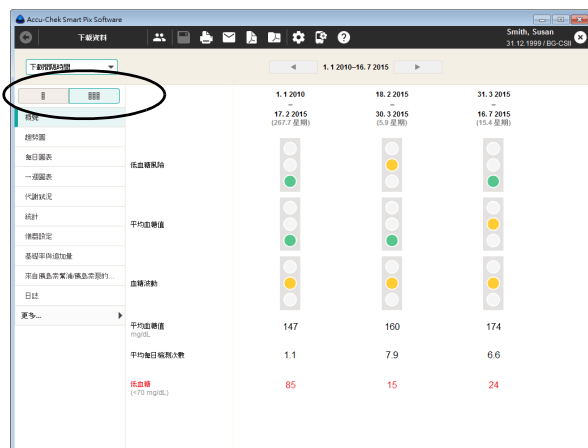 Accu-Chek Smart Pix Software
下載資料
Smith, Susan
31.12.1999 / BG-CSII
下載間隔時間
1. 1 2010–16. 7 2015
概覽
趨勢圖
每日圖表
一週圖表
代謝狀況
統計
儀器設定
基礎率與追加量
來自胰島素幫浦/胰島素預約...
日誌
更多...
1. 1 2010
–
17. 2 2015
(267.7 星期)
18. 2 2015
–
30. 3 2015
(5.9 星期)
31. 3 2015
–
16. 7 2015
(15.4 星期)
低血糖風險
平均血糖值
血糖波動
平均血糖值
mg/dL
147
160
174
平均每日檢測次數
1.1
7.9
6.6
低血糖
(<70 mg/dL)
85
15
24